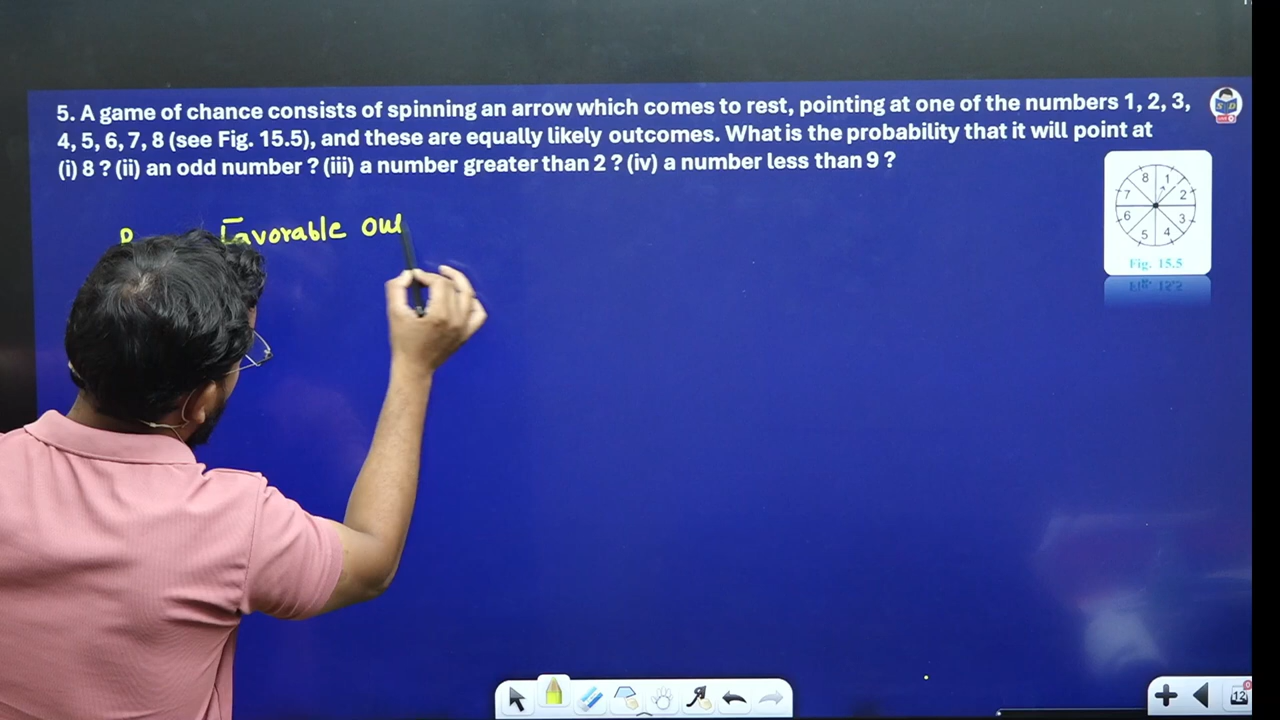 5. A game of chance consists of spinning an arrow which comes to rest, pointing at one of the numbers 1, 2, 3,
4, 5, 6, 7, 8 (see Fig. 15.5), and these are equally likely outcomes. What is the probability that it will point at
(i) 8 ? (ii) an odd number ? (iii) a number greater than 2 ? (iv) a number less than 9 ?
8 1
7 2
6 3
5 4
Fig. 15.5
Favorable
12